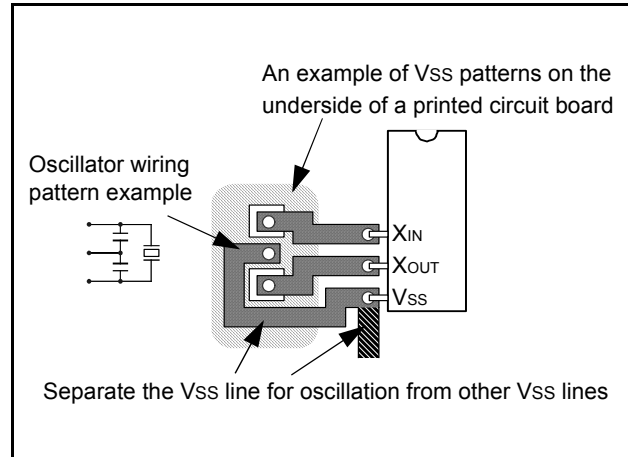 An example of VSS patterns on the
underside of a printed circuit board
Oscillator wiring
pattern example
XIN
XOUT
VSS
Separate the VSS line for oscillation from other VSS lines